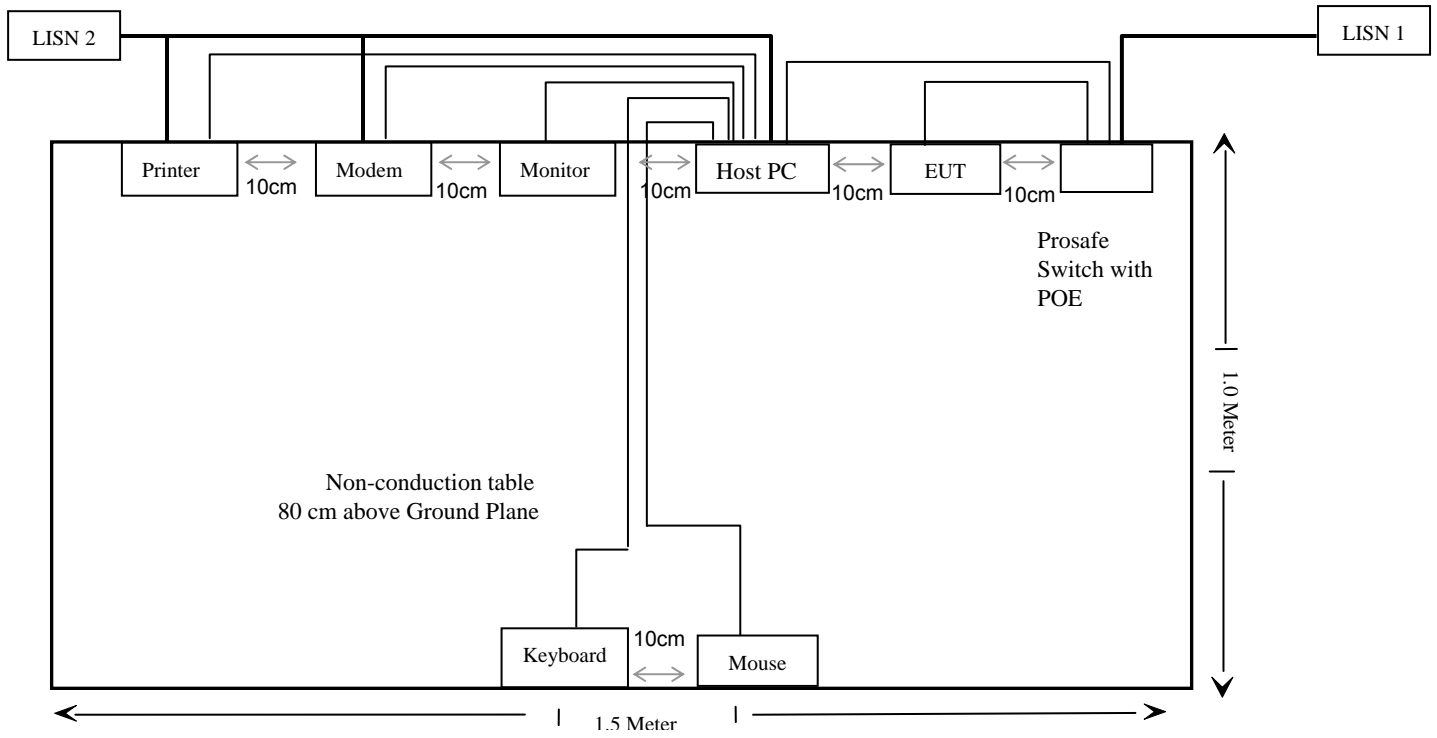 LISN 2
LISN 1
Printer
10cm
Modem
10cm
Monitor
10cm
Host PC
10cm
EUT
10cm
Prosafe
Switch with
POE
1.0 Meter
Non-conduction table
80 cm above Ground Plane
Keyboard
10cm
Mouse
1.5 Meter